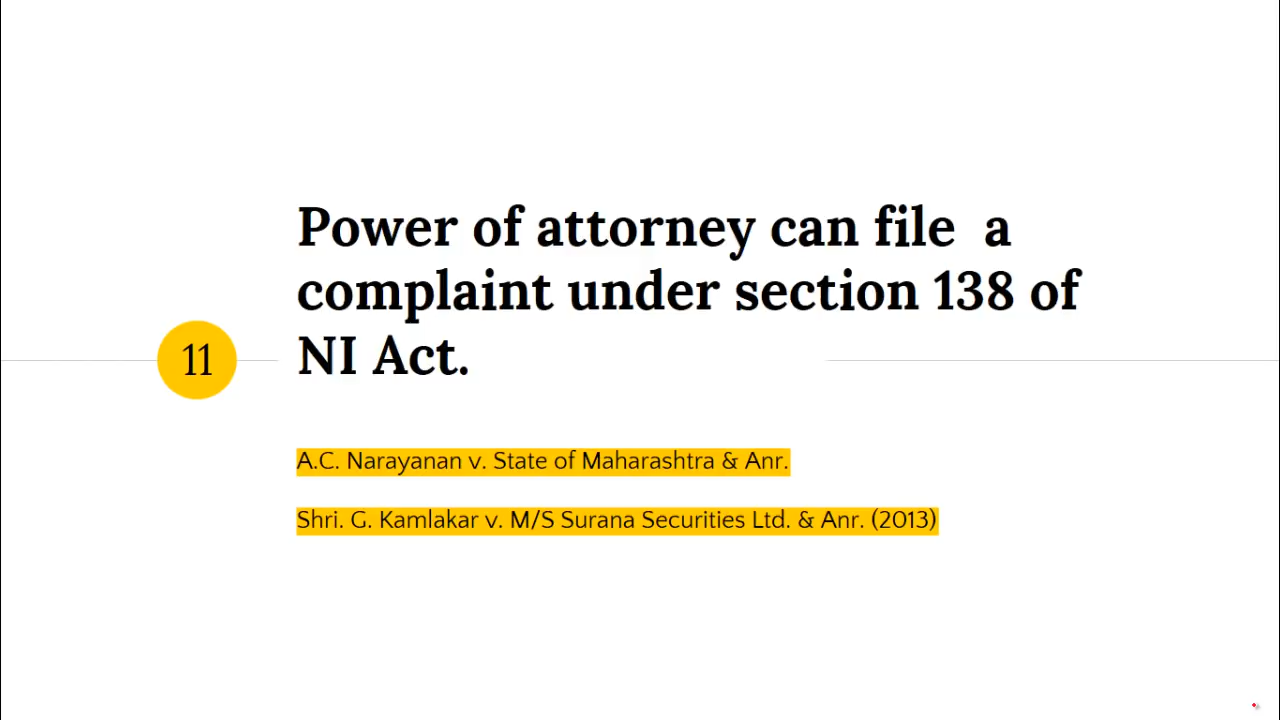 Power of attorney can file  a
complaint under section 138 of
NI Act.
11
A.C. Narayanan v. State of Maharashtra & Anr.
Shri. G. Kamlakar v. M/S Surana Securities Ltd. & Anr. (2013)